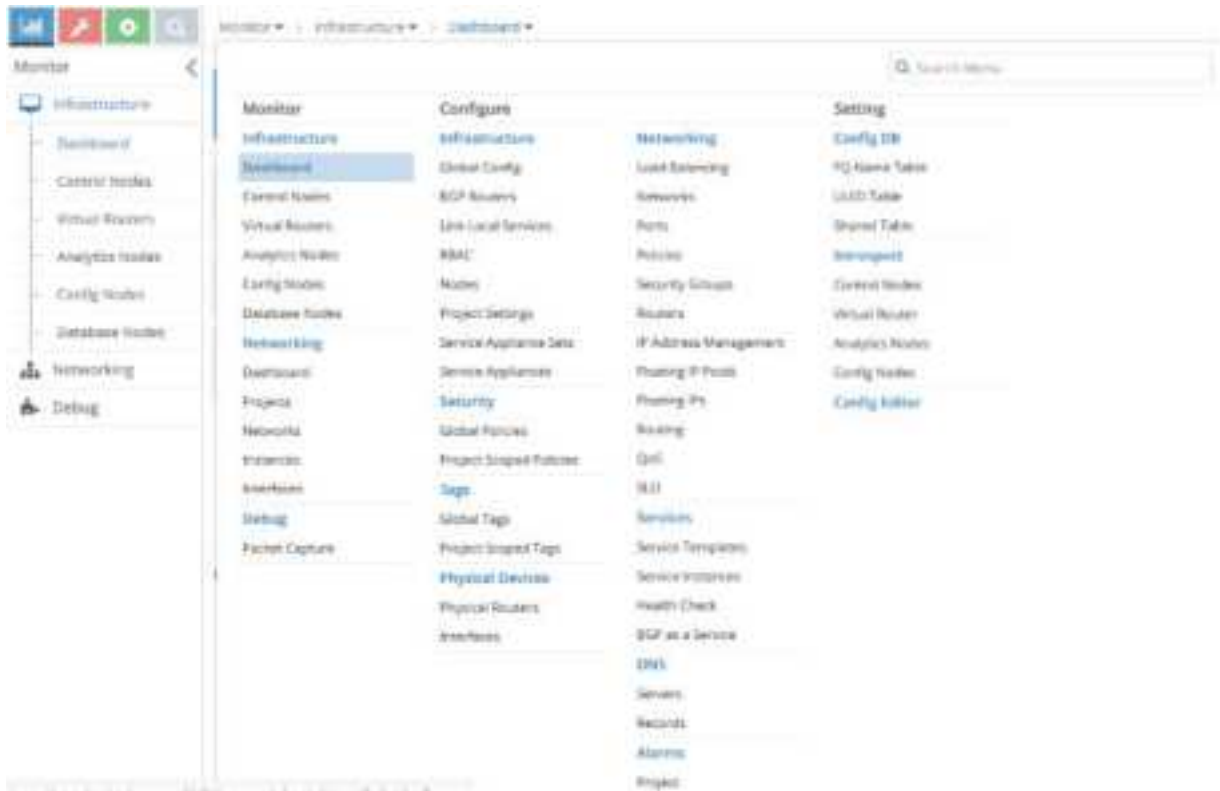 Monitor > Infrastructure > Dashboard
Monitor
Search Menu
Infrastructure
Dashboard
Control Nodes
Virtual Routers
Analytics Nodes
Config Nodes
Database Nodes
Networking
Debug
Monitor
Infrastructure
Dashboard
Control Nodes
Virtual Routers
Analytics Nodes
Config Nodes
Database Nodes
Networking
Dashboard
Projects
Networks
Instances
Interfaces
Debug
Packet Capture
Configure
Infrastructure
Global Config
BGP Routers
Link Local Services
RBAC
Nodes
Project Settings
Service Appliance Sets
Service Appliances
Security
Global Policies
Project Scoped Policies
Tags
Global Tags
Project Scoped Tags
Physical Devices
Physical Routers
Interfaces
Networking
Load Balancing
Networks
Ports
Policies
Security Groups
Routers
IP Address Management
Floating IP Pools
Floating IPs
Routing
QoS
SLO
Services
Service Templates
Service Instances
Health Check
BGP as a Service
DNS
Servers
Records
Alarms
Project
Setting
Config DB
FQ Name Table
UUID Table
Shared Table
Introspect
Control Nodes
Virtual Router
Analytics Nodes
Config Nodes
Config Editor